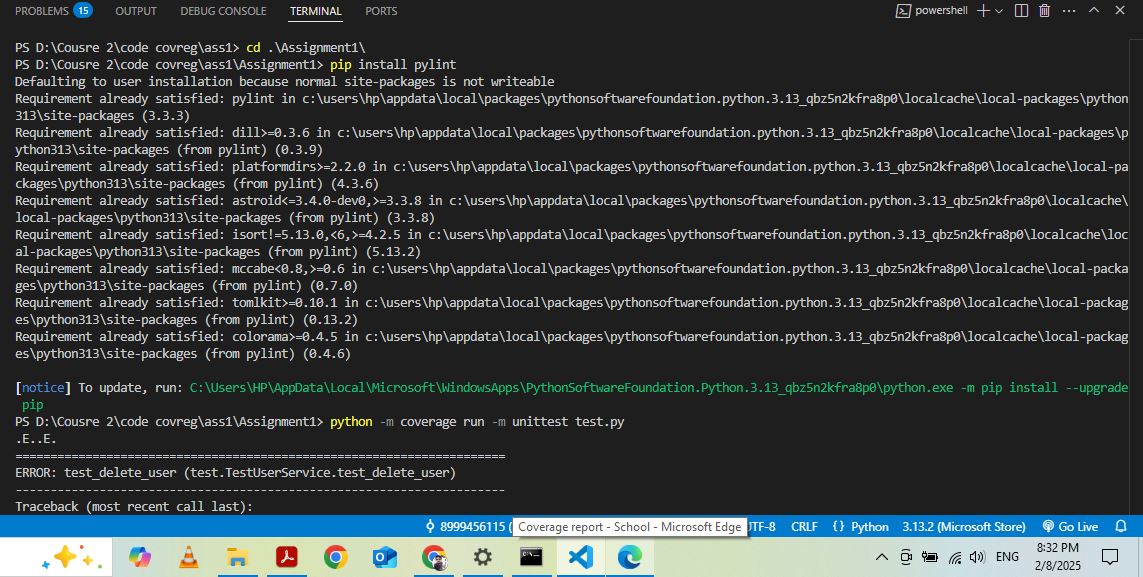 PROBLEMS 15 OUTPUT DEBUG CONSOLE TERMINAL PORTS powershell
PS D:\Cousre 2\code covreg\ass1> cd .\Assignment1\
PS D:\Cousre 2\code covreg\ass1\Assignment1> pip install pylint
Defaulting to user installation because normal site-packages is not writeable
Requirement already satisfied: pylint in c:\users\hp\appdata\local\packages\pythonsoftwarefoundation.python.3.13_qbz5n2kfra8p0\localcache\local-packages\python
313\site-packages (3.3.3)
Requirement already satisfied: dill>=0.3.6 in c:\users\hp\appdata\local\packages\pythonsoftwarefoundation.python.3.13_qbz5n2kfra8p0\localcache\local-packages\p
ython313\site-packages (from pylint) (0.3.9)
Requirement already satisfied: platformdirs>=2.2.0 in c:\users\hp\appdata\local\packages\pythonsoftwarefoundation.python.3.13_qbz5n2kfra8p0\localcache\local-pa
ckages\python313\site-packages (from pylint) (4.3.6)
Requirement already satisfied: astroid<=3.4.0-dev0,>=3.3.8 in c:\users\hp\appdata\local\packages\pythonsoftwarefoundation.python.3.13_qbz5n2kfra8p0\localcache\
local-packages\python313\site-packages (from pylint) (3.3.8)
Requirement already satisfied: isort!=5.13.0,<6,>=4.2.5 in c:\users\hp\appdata\local\packages\pythonsoftwarefoundation.python.3.13_qbz5n2kfra8p0\localcache\loc
al-packages\python313\site-packages (from pylint) (5.13.2)
Requirement already satisfied: mccabe<0.8,>=0.6 in c:\users\hp\appdata\local\packages\pythonsoftwarefoundation.python.3.13_qbz5n2kfra8p0\localcache\local-packa
ges\python313\site-packages (from pylint) (0.7.0)
Requirement already satisfied: tomlkit>=0.10.1 in c:\users\hp\appdata\local\packages\pythonsoftwarefoundation.python.3.13_qbz5n2kfra8p0\localcache\local-packag
es\python313\site-packages (from pylint) (0.13.2)
Requirement already satisfied: colorama>=0.4.5 in c:\users\hp\appdata\local\packages\pythonsoftwarefoundation.python.3.13_qbz5n2kfra8p0\localcache\local-packag
es\python313\site-packages (from pylint) (0.4.6)
[notice] To update, run: C:\Users\HP\AppData\Local\Microsoft\WindowsApps\PythonSoftwareFoundation.Python.3.13_qbz5n2kfra8p0\python.exe -m pip install --upgrade
pip
PS D:\Cousre 2\code covreg\ass1\Assignment1> python -m coverage run -m unittest test.py
.E..E.
======================================================================
ERROR: test_delete_user (test.TestUserService.test_delete_user)
----------------------------------------------------------------------
Traceback (most recent call last):
8999456115 ( Coverage report - School - Microsoft Edge UTF-8 CRLF {} Python 3.13.2 (Microsoft Store) Go Live
ENG 8:32 PM
2/8/2025